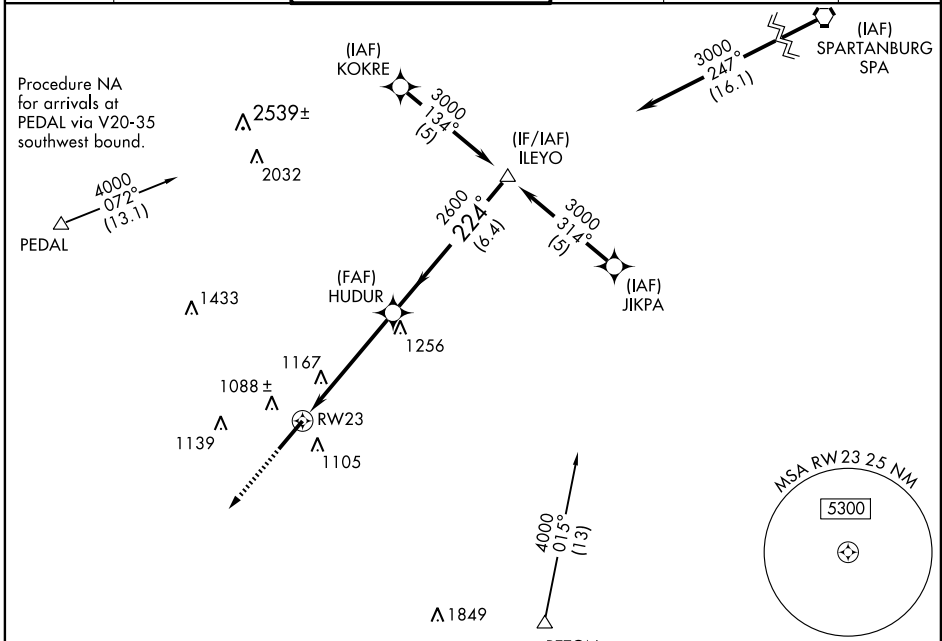 (IAF)
SPARTANBURG
SPA
3000
247°
(16.1)
(IAF)
KOKRE
3000
134°
(5)
Procedure NA
for arrivals at
PEDAL via V20-35
southwest bound.
2539±
2032
(IF/IAF)
ILEYO
4000
072°
(13.1)
PEDAL
2600
224°
(6.4)
3000
314°
(5)
(IAF)
JIKPA
(FAF)
HUDUR
1433
1256
1167
1088±
RW23
1139
1105
MSA RW23 25 NM
5300
4000
015°
(13)
1849